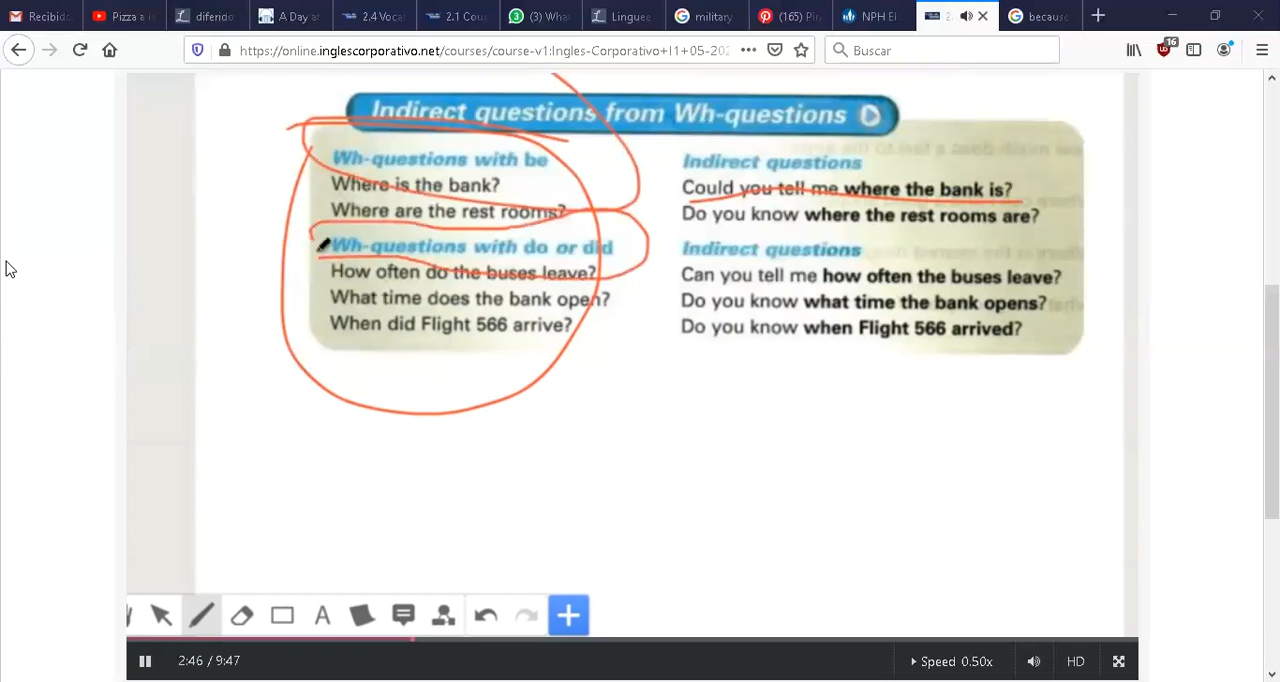 Recibid
Pizza a l
diferido
A Day at
2.4 Voca
2.1 Cou
(3) Wha
Linguee
military
(165) Pi
NPH El
2.
becaus
https://online.inglescorporativo.net/courses/course-v1:Ingles-Corporativo+I1+05-202
Buscar
16
Indirect questions from Wh-questions
Wh-questions with be
Where is the bank?
Where are the rest rooms?
Wh-questions with do or did
How often do the buses leave?
What time does the bank open?
When did Flight 566 arrive?
Indirect questions
Could you tell me where the bank is?
Do you know where the rest rooms are?
Indirect questions
Can you tell me how often the buses leave?
Do you know what time the bank opens?
Do you know when Flight 566 arrived?
A
2:46 / 9:47
Speed 0.50x
HD